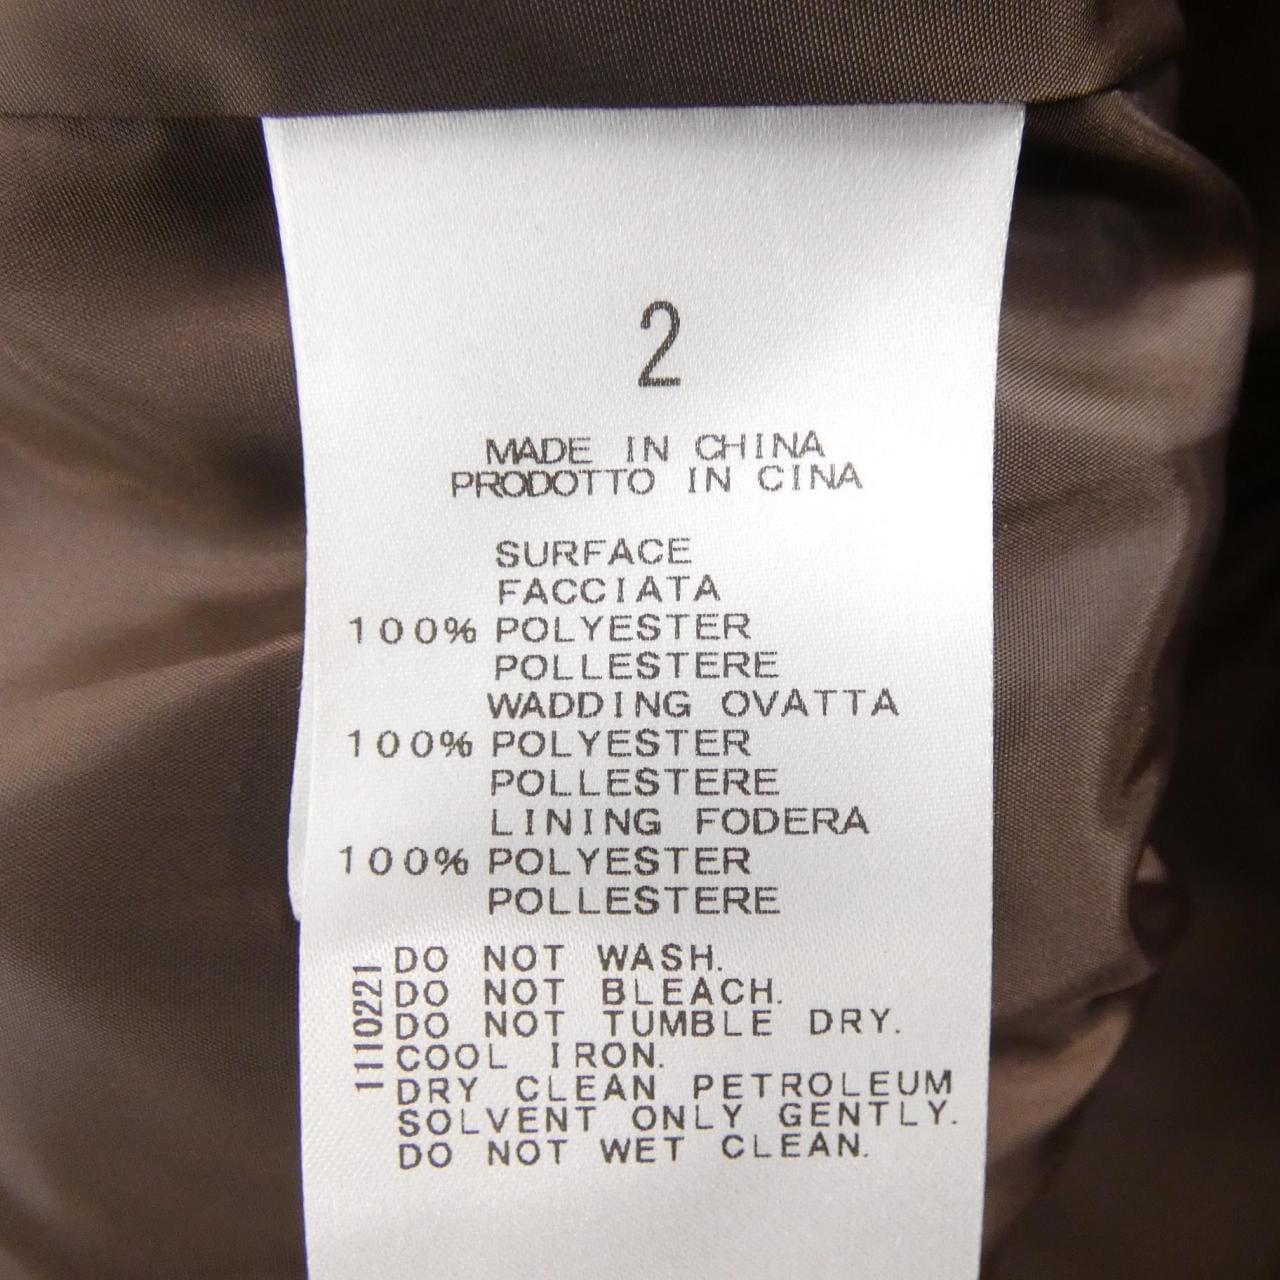 2
MADE IN CHINA
PRODOTTO IN CINA
SURFACE
FACCIATA
100% POLYESTER
POLLESTERE
WADDING OVATTA
100% POLYESTER
POLLESTERE
LINING FODERA
100% POLYESTER
POLLESTERE
DO NOT WASH.
DO NOT BLEACH.
DO NOT TUMBLE DRY.
COOL IRON.
DRY CLEAN PETROLEUM
SOLVENT ONLY GENTLY.
DO NOT WET CLEAN.
1110221